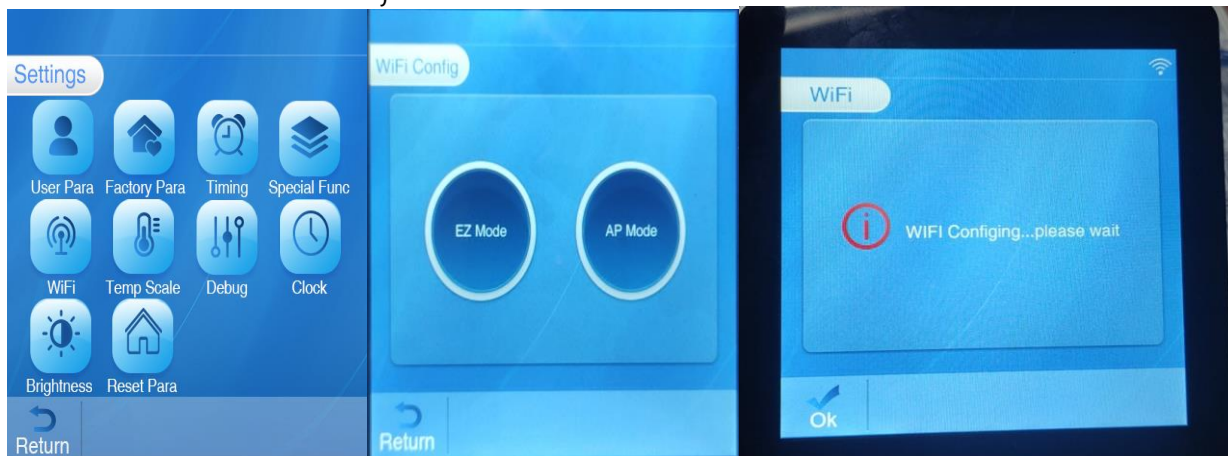 Settings
User Para Factory Para Timing Special Func
WiFi Temp Scale Debug Clock
Brightness Reset Para
Return
WiFi Config
EZ Mode AP Mode
Return
WiFi
i WIFI Configing...please wait
Ok